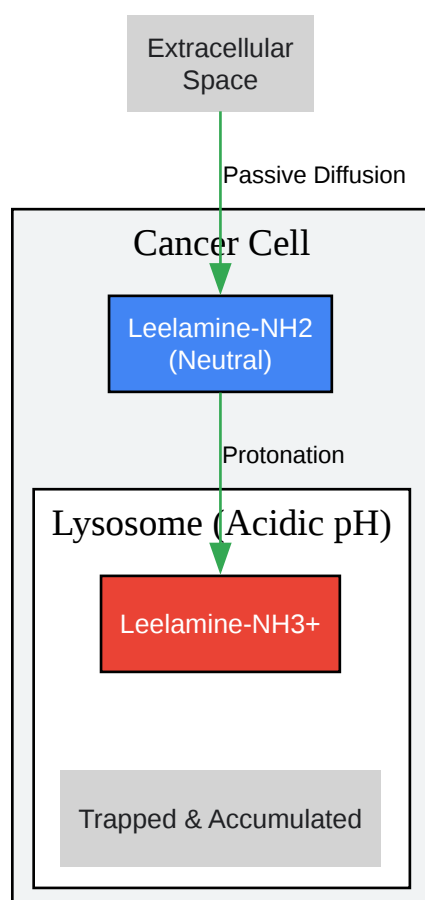 Extracellular
Space
Passive Diffusion
Cancer Cell
Leelamine-NH2
(Neutral)
Protonation
Lysosome (Acidic pH)
Leelamine-NH3+
Trapped & Accumulated